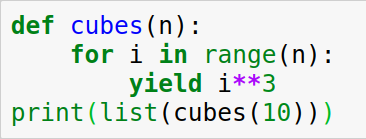 def cubes(n):
    for i in range(n):
        yield i**3
print(list(cubes(10)))